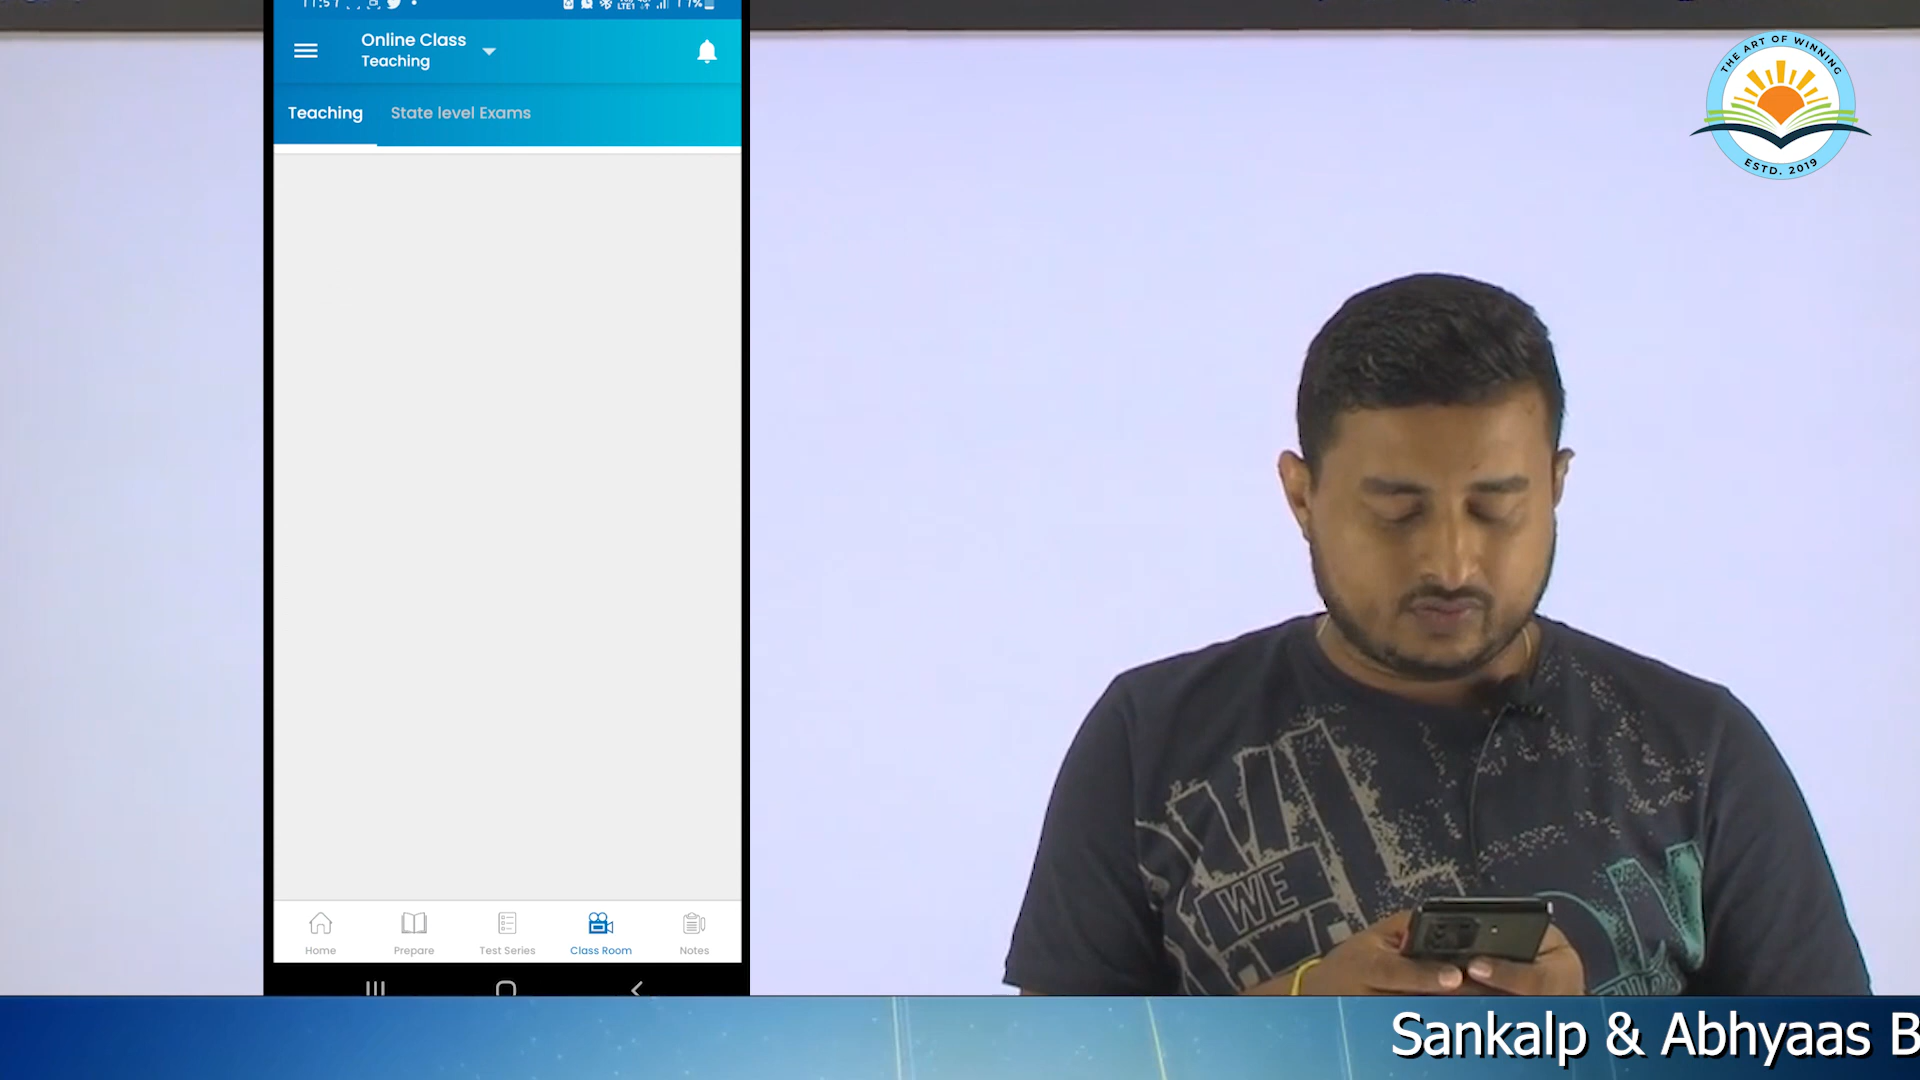 Online Class
Teaching
Teaching
State level Exams
Home
Prepare
Test Series
Class Room
Notes
THE ART OF WINNING
ESTD. 2019
WE
Sankalp & Abhyaas B